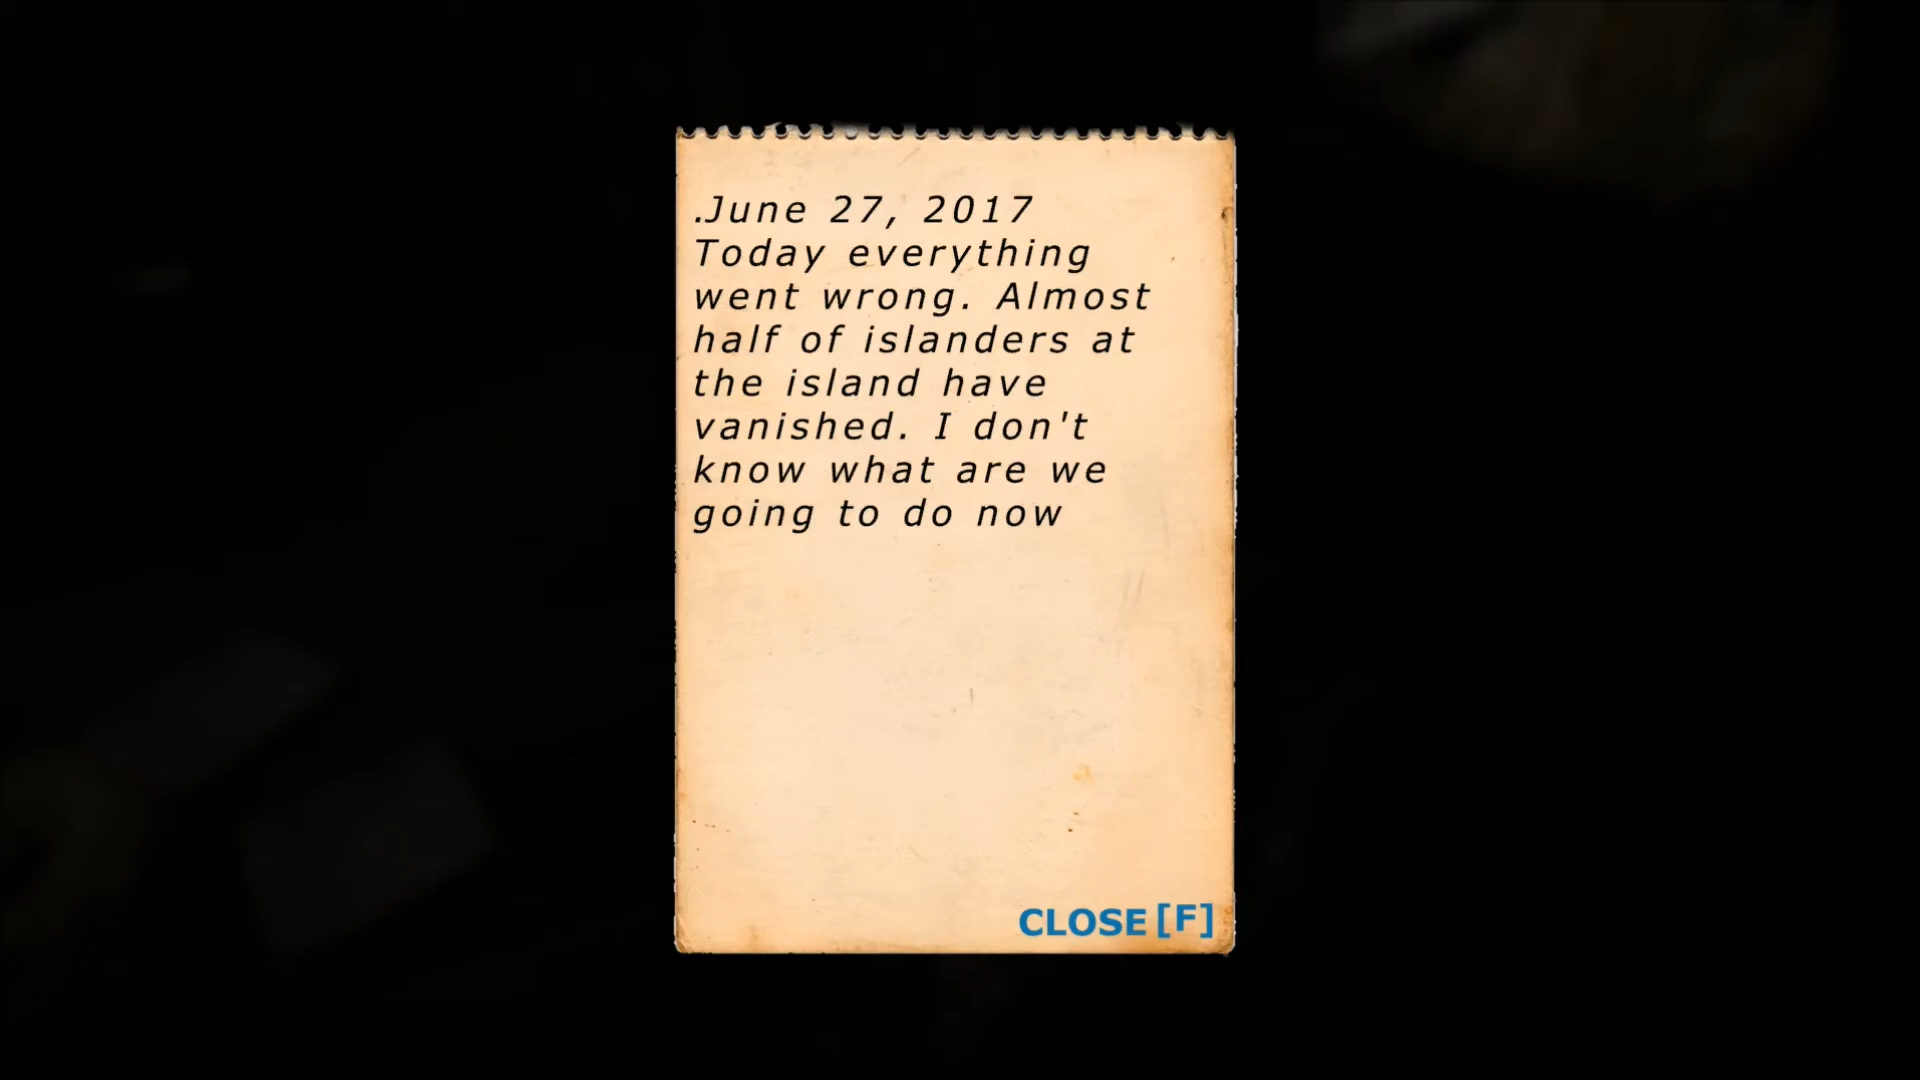 .June 27, 2017
Today everything
went wrong. Almost
half of islanders at
the island have
vanished. I don't
know what are we
going to do now
CLOSE [F]